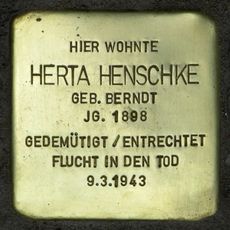 HIER WOHNTE
HERTA HENSCHKE
GEB. BERNDT
JG. 1898
GEDEMÜTIGT / ENTRECHTET
FLUCHT IN DEN TOD
9.3.1943